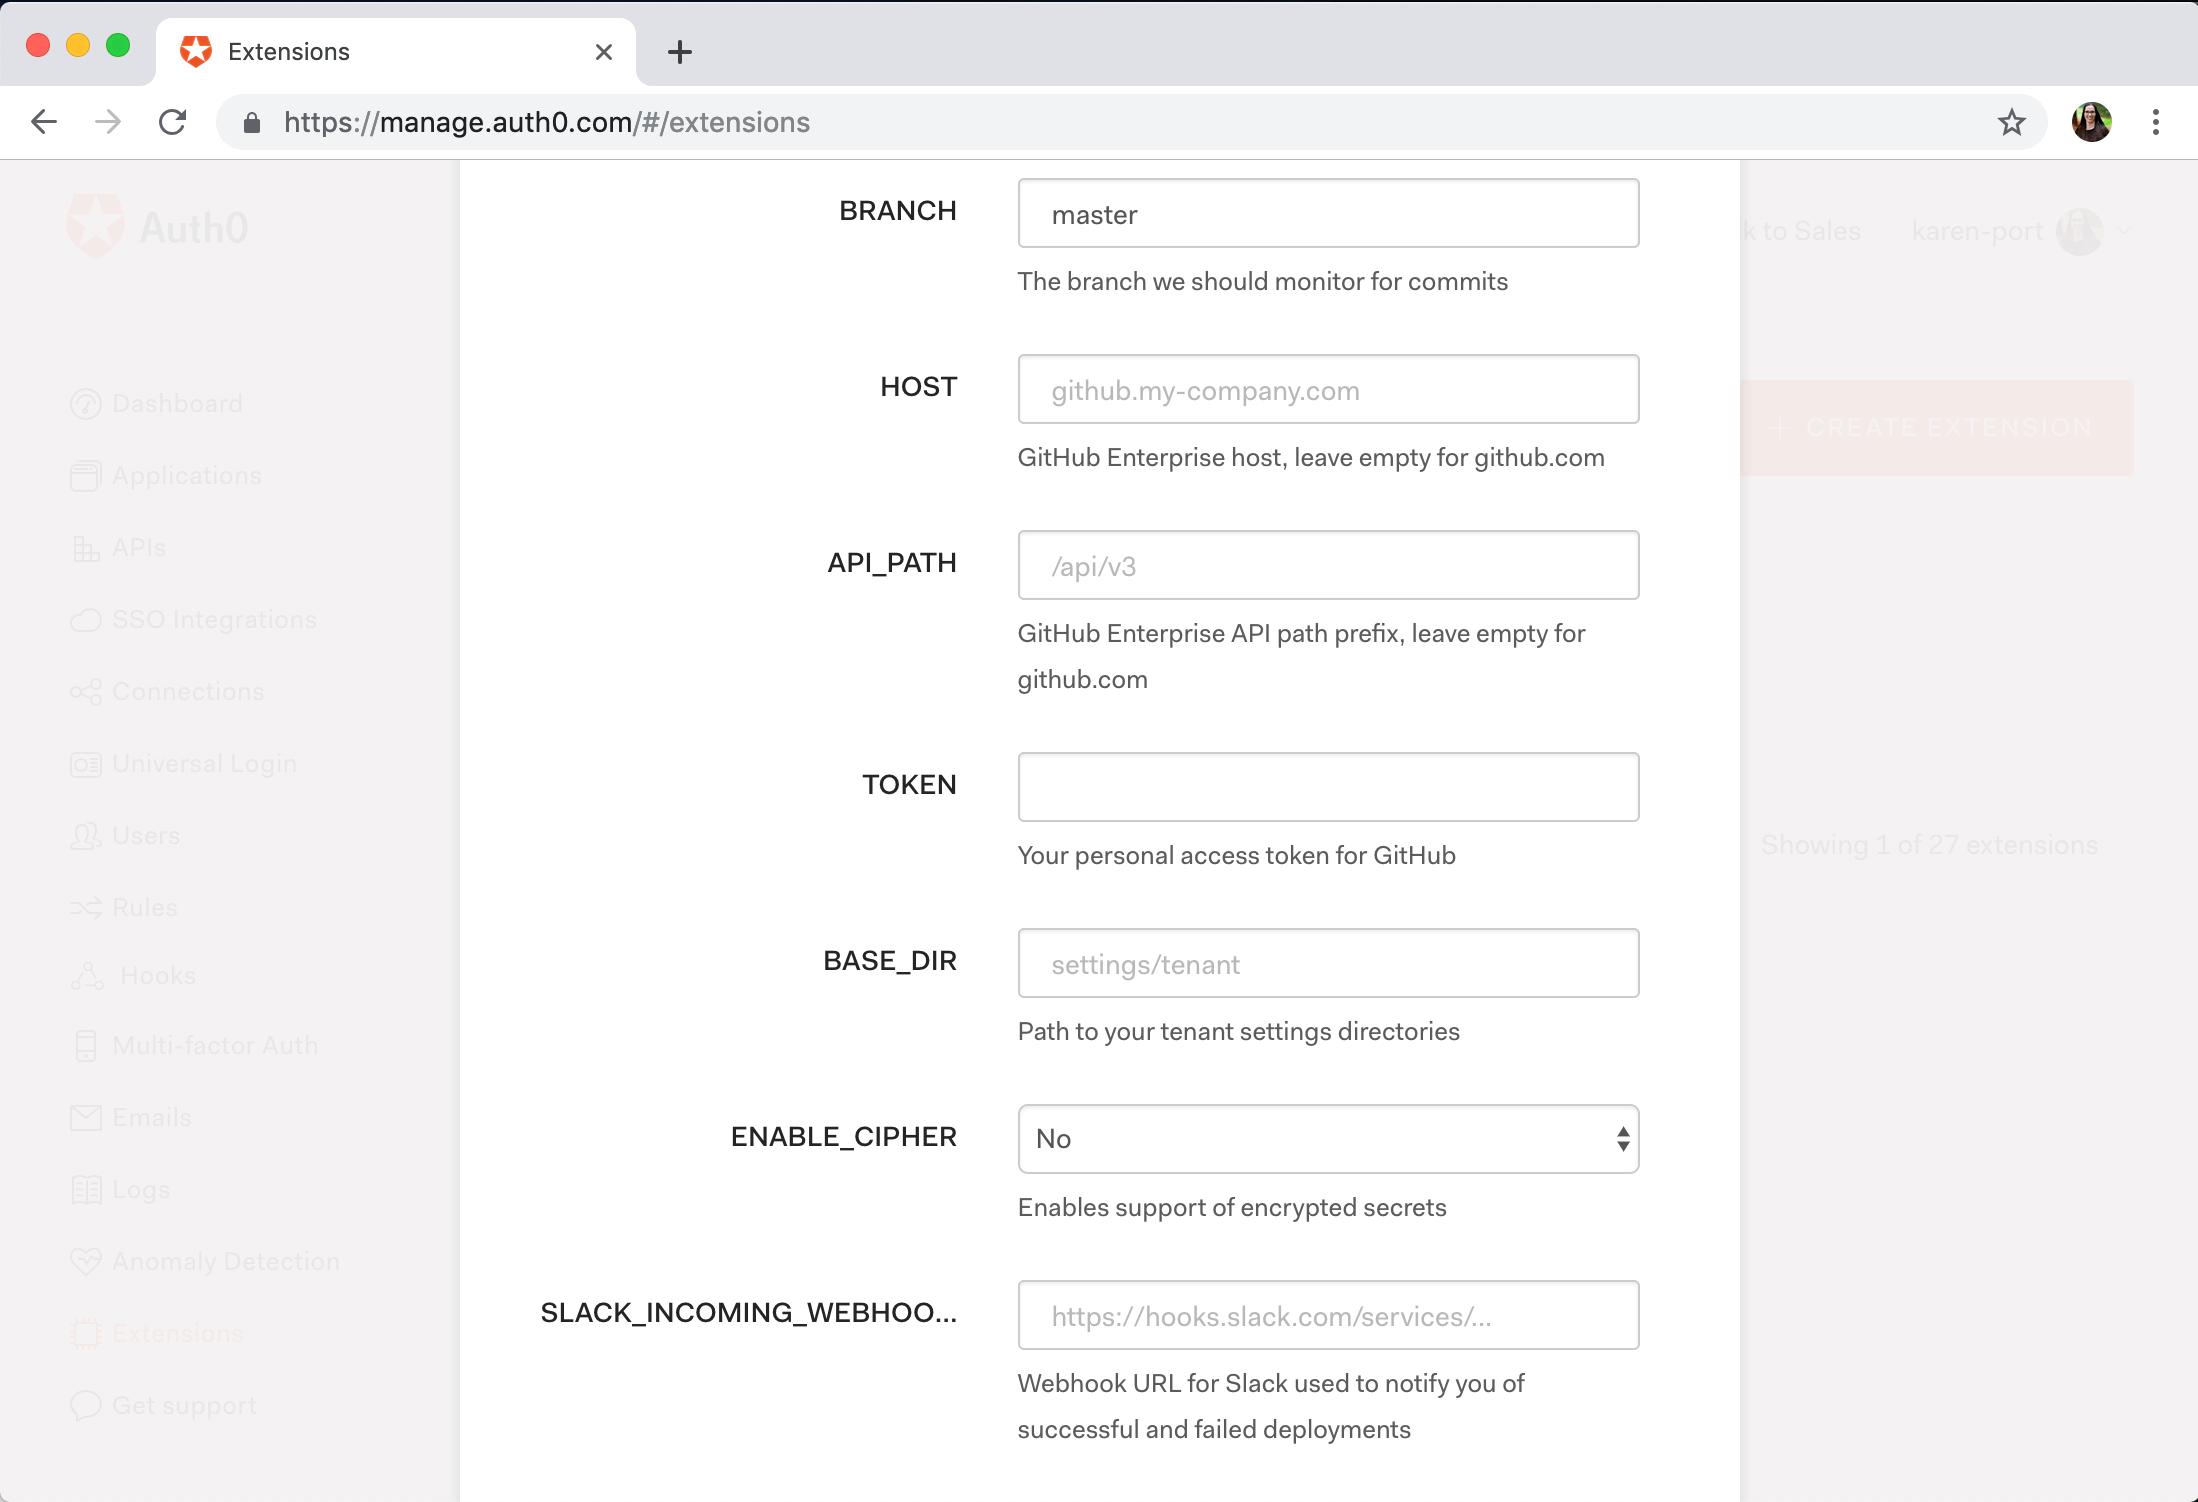 Extensions
https://manage.auth0.com/#/extensions
Auth0
k to Sales
karen-port
Dashboard
Applications
APIs
SSO Integrations
Connections
Universal Login
Users
Rules
Hooks
Multi-factor Auth
Emails
Logs
Anomaly Detection
Extensions
Get support
BRANCH
master
The branch we should monitor for commits
HOST
github.my-company.com
GitHub Enterprise host, leave empty for github.com
API_PATH
/api/v3
GitHub Enterprise API path prefix, leave empty for
github.com
TOKEN
Your personal access token for GitHub
BASE_DIR
settings/tenant
Path to your tenant settings directories
ENABLE_CIPHER
No
Enables support of encrypted secrets
SLACK_INCOMING_WEBHOO...
https://hooks.slack.com/services/...
Webhook URL for Slack used to notify you of
successful and failed deployments
+ CREATE EXTENSION
Showing 1 of 27 extensions